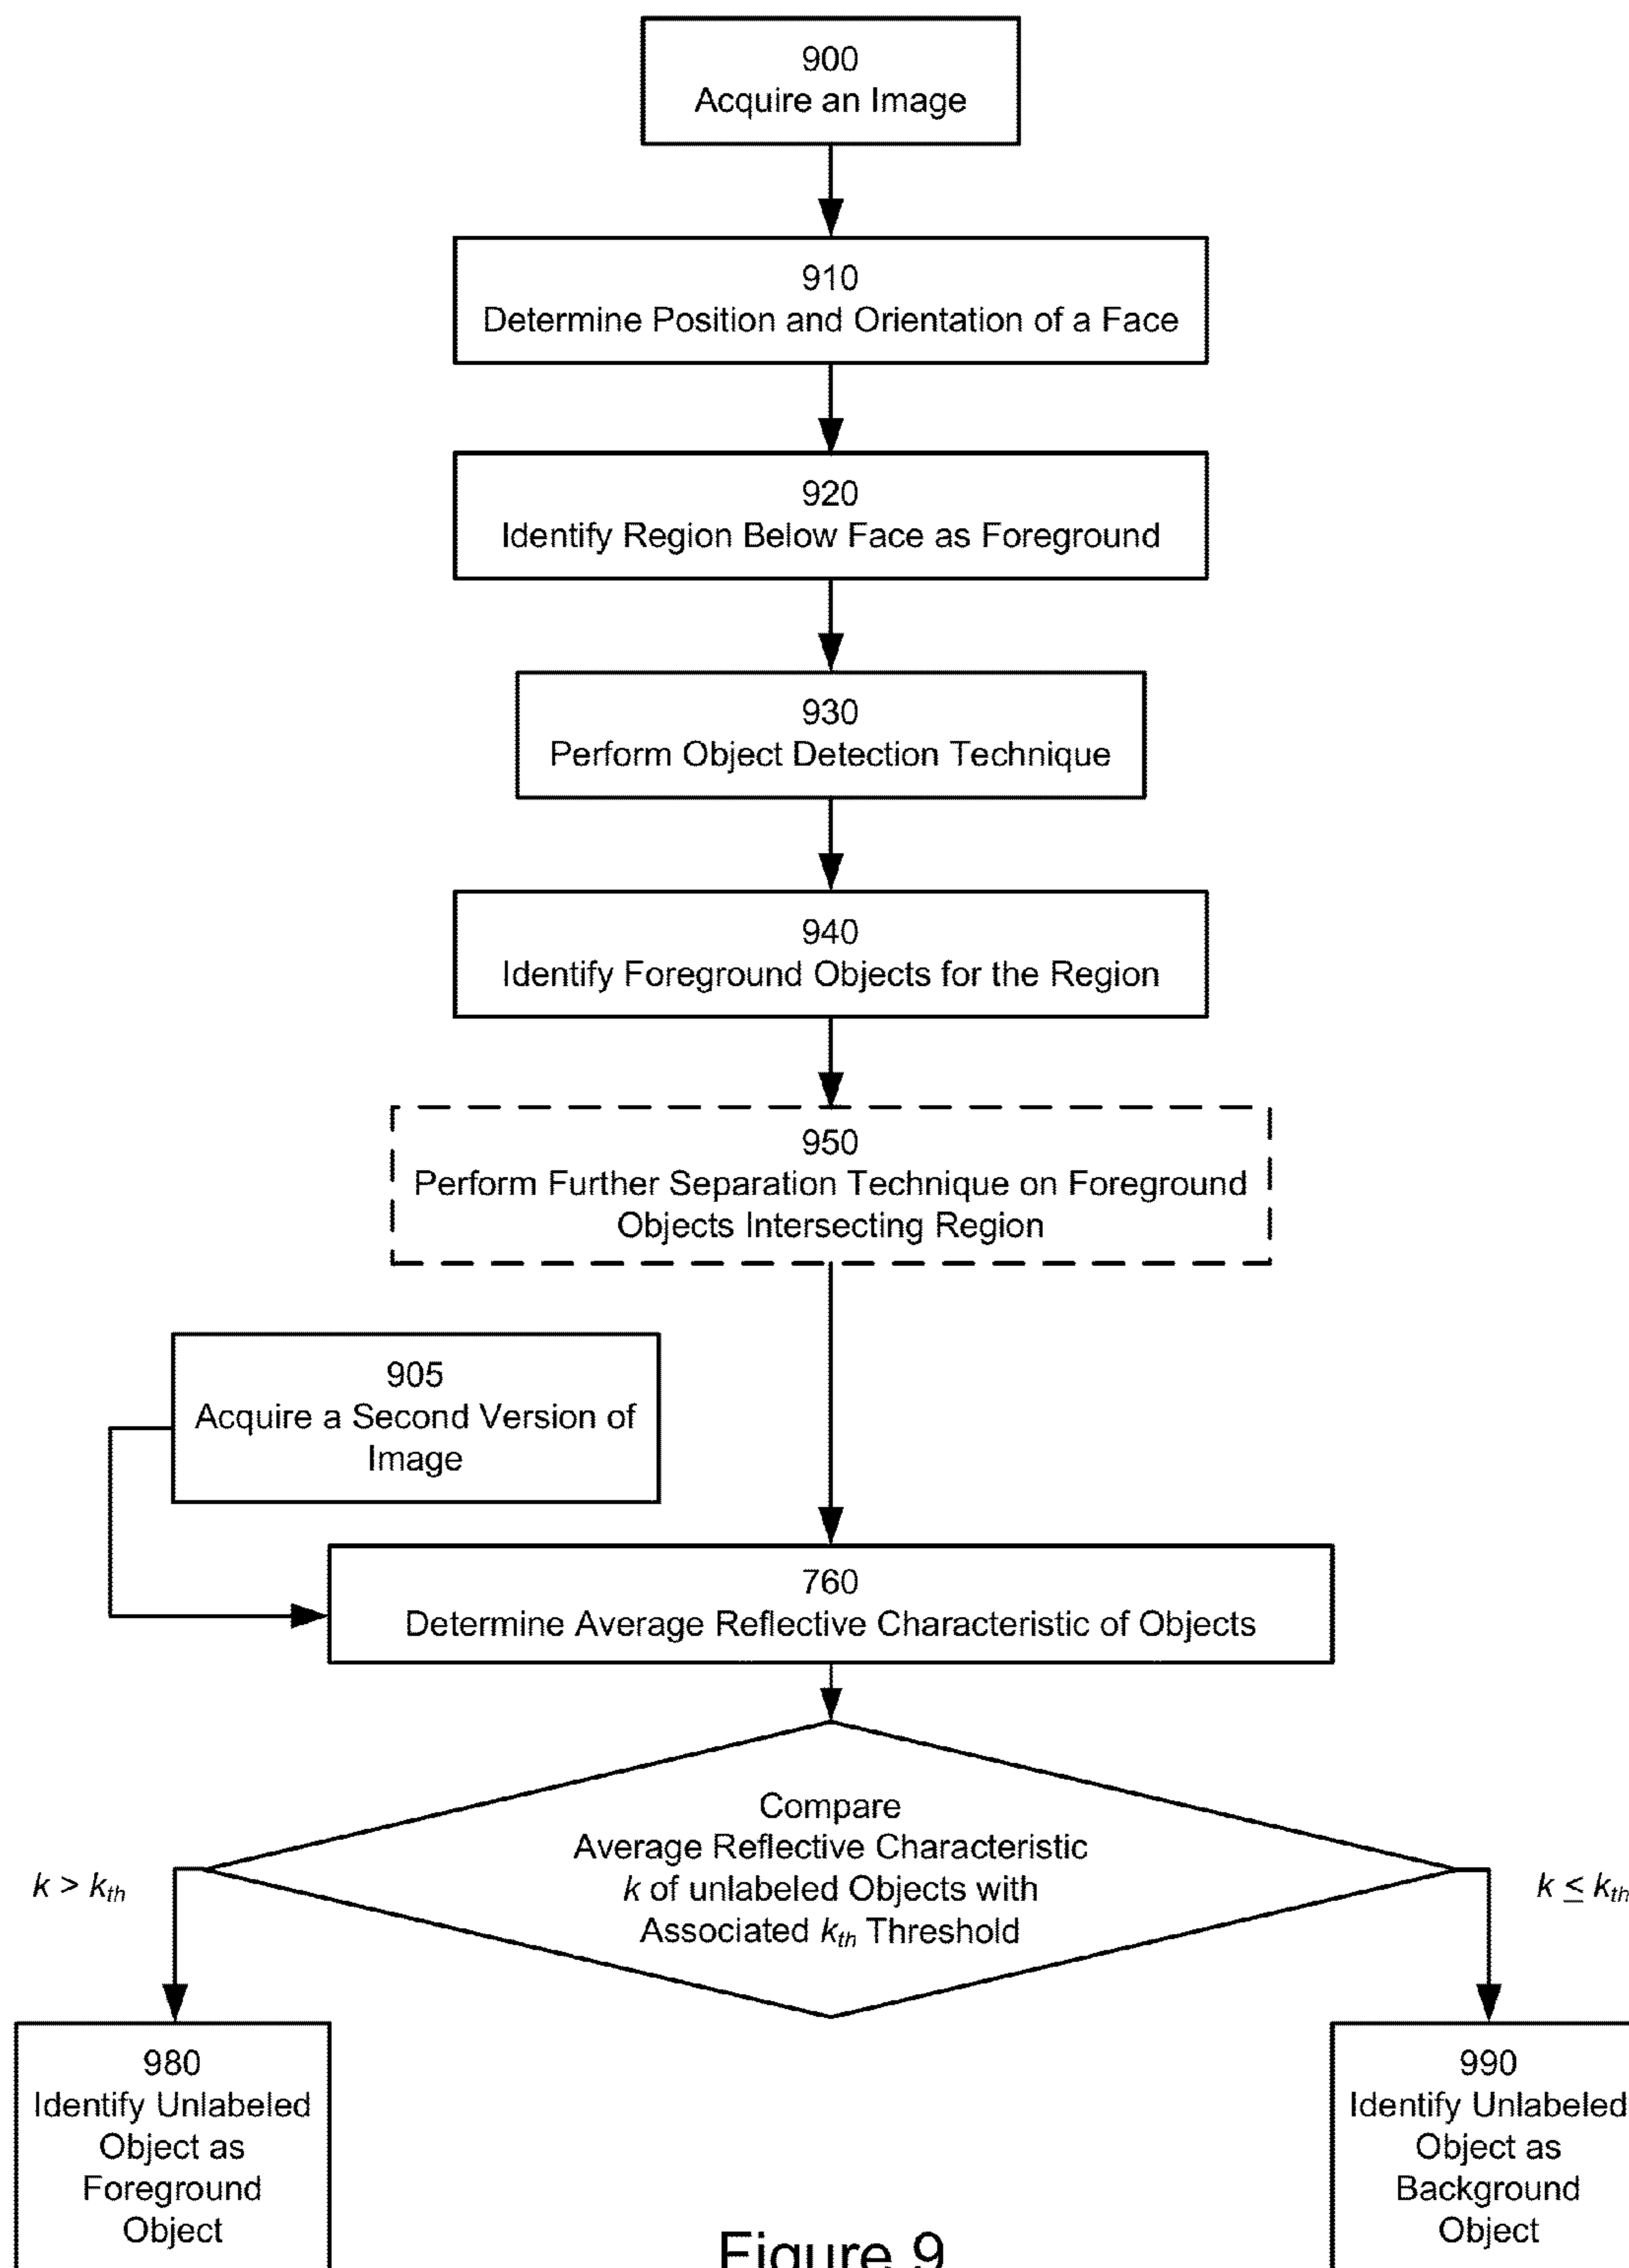 900
Acquire an Image
910
Determine Position and Orientation of a Face
920
Identify Region Below Face as Foreground
930
Perform Object Detection Technique
940
Identify Foreground Objects for the Region
950
Perform Further Separation Technique on Foreground
Objects Intersecting Region
905
Acquire a Second Version of
Image
760
Determine Average Reflective Characteristic of Objects
Compare
Average Reflective Characteristic
k of unlabeled Objects with
Associated kth Threshold
k > kth
k ≤ kth
980
Identify Unlabeled
Object as
Foreground
Object
990
Identify Unlabeled
Object as
Background
Object
Figure 9